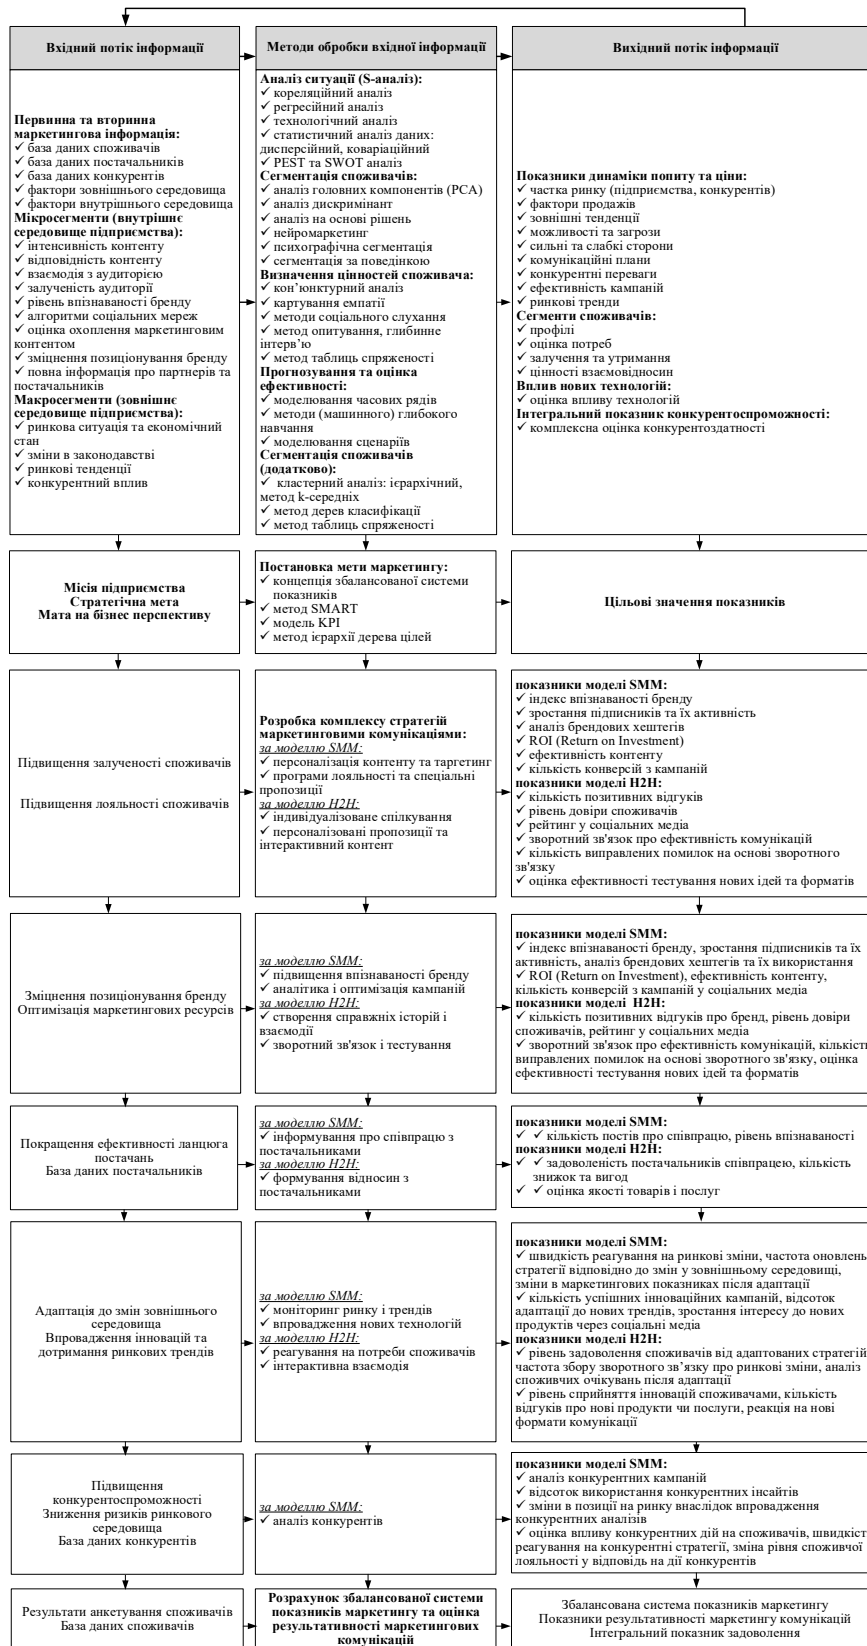 Вхідний потік інформації
Методи обробки вхідної інформації
Вихідний потік інформації
Первинна та вторинна
маркетингова інформація:
✓ база даних споживачів
✓ база даних постачальників
✓ база даних конкурентів
✓ фактори зовнішнього середовища
✓ фактори внутрішнього середовища
Мікросегменти (внутрішнє
середовище підприємства):
✓ інтенсивність контенту
✓ відповідність контенту
✓ взаємодія з аудиторією
✓ залученість аудиторії
✓ рівень впізнаваності бренду
✓ алгоритми соціальних мереж
✓ оцінка охоплення маркетинговим
контентом
✓ зміцнення позиціонування бренду
✓ повна інформація про партнерів та
постачальників
Макросегменти (зовнішнє
середовище підприємства):
✓ ринкова ситуація та економічний
стан
✓ зміни в законодавстві
✓ ринкові тенденції
✓ конкурентний вплив
Аналіз ситуації (S-аналіз):
✓ кореляційний аналіз
✓ регресійний аналіз
✓ технологічний аналіз
✓ статистичний аналіз даних:
дисперсійний, коваріаційний
✓ PEST та SWOT аналіз
Сегментація споживачів:
✓ аналіз головних компонентів (PCA)
✓ аналіз дискримінант
✓ аналіз на основі рішень
✓ нейромаркетинг
✓ психографічна сегментація
✓ сегментація за поведінкою
Визначення цінностей споживача:
✓ кон’юнктурний аналіз
✓ картування емпатії
✓ методи соціального слухання
✓ метод опитування, глибинне
інтерв’ю
✓ метод таблиць спряженості
Прогнозування та оцінка
ефективності:
✓ моделювання часових рядів
✓ методи (машинного) глибокого
навчання
✓ моделювання сценаріїв
Сегментація споживачів
(додатково):
✓ кластерний аналіз: ієрархічний,
метод k-середніх
✓ метод дерев класифікації
✓ метод таблиць спряженості
Показники динаміки попиту та ціни:
✓ частка ринку (підприємства, конкурентів)
✓ фактори продажів
✓ зовнішні тенденції
✓ можливості та загрози
✓ сильні та слабкі сторони
✓ комунікаційні плани
✓ конкурентні переваги
✓ ефективність кампаній
✓ ринкові тренди
Сегменти споживачів:
✓ профілі
✓ оцінка потреб
✓ залучення та утримання
✓ цінності взаємовідносин
Вплив нових технологій:
✓ оцінка впливу технологій
Інтегральний показник конкурентоспроможності:
✓ комплексна оцінка конкурентоздатності
Місія підприємства
Стратегічна мета
Мата на бізнес перспективу
Постановка мети маркетингу:
✓ концепція збалансованої системи
показників
✓ метод SMART
✓ модель KPI
✓ метод ієрархії дерева цілей
Цільові значення показників
Підвищення залученості споживачів
Підвищення лояльності споживачів
Розробка комплексу стратегій
маркетинговими комунікаціями:
за моделлю SMM:
✓ персоналізація контенту та таргетинг
✓ програми лояльності та спеціальні
пропозиції
за моделлю H2H:
✓ індивідуалізоване спілкування
✓ персоналізовані пропозиції та
інтерактивний контент
показники моделі SMM:
✓ індекс впізнаваності бренду
✓ зростання підписників та їх активність
✓ аналіз брендових хештегів
✓ ROI (Return on Investment)
✓ ефективність контенту
✓ кількість конверсій з кампаній
показники моделі H2H:
✓ кількість позитивних відгуків
✓ рівень довіри споживачів
✓ рейтинг у соціальних медіа
✓ зворотний зв'язок про ефективність комунікацій
✓ кількість виправлених помилок на основі зворотного
зв'язку
✓ оцінка ефективності тестування нових ідей та форматів
Зміцнення позиціонування бренду
Оптимізація маркетингових ресурсів
за моделлю SMM:
✓ підвищення впізнаваності бренду
✓ аналітика і оптимізація кампаній
за моделлю H2H:
✓ створення справжніх історій і
взаємодії
✓ зворотний зв'язок і тестування
показники моделі SMM:
✓ індекс впізнаваності бренду, зростання підписників та їх
активність, аналіз брендових хештегів та їх використання
✓ ROI (Return on Investment), ефективність контенту,
кількість конверсій з кампаній у соціальних медіа
показники моделі H2H:
✓ кількість позитивних відгуків про бренд, рівень довіри
споживачів, рейтинг у соціальних медіа
✓ зворотний зв'язок про ефективність комунікацій, кількість
виправлених помилок на основі зворотного зв'язку, оцінка
ефективності тестування нових ідей та форматів
Покращення ефективності ланцюга
постачань
База даних постачальників
за моделлю SMM:
✓ інформування про співпрацю з
постачальниками
за моделлю H2H:
✓ формування відносин з
постачальниками
показники моделі SMM:
✓ ✓ кількість постів про співпрацю, рівень впізнаваності
показники моделі H2H:
✓ ✓ задоволеність постачальників співпрацею, кількість
знижок та вигод
✓ ✓ оцінка якості товарів і послуг
Адаптація до змін зовнішнього
середовища
Впровадження інновацій та
дотримання ринкових трендів
за моделлю SMM:
✓ моніторинг ринку і трендів
✓ впровадження нових технологій
за моделлю H2H:
✓ реагування на потреби споживачів
✓ інтерактивна взаємодія
показники моделі SMM:
✓ швидкість реагування на ринкові зміни, частота оновлень
стратегії відповідно до змін у зовнішньому середовищі,
зміни в маркетингових показниках після адаптації
✓ кількість успішних інноваційних кампаній, відсоток
адаптації до нових трендів, зростання інтересу до нових
продуктів через соціальні медіа
показники моделі H2H:
✓ рівень задоволення споживачів від адаптованих стратегій
частота збору зворотного зв’язку про ринкові зміни, аналіз
споживчих очікувань після адаптації
✓ рівень сприйняття інновацій споживачами, кількість
відгуків про нові продукти чи послуги, реакція на нові
формати комунікації
Підвищення
конкурентоспроможності
Зниження ризиків ринкового
середовища
База даних конкурентів
за моделлю SMM:
✓ аналіз конкурентів
показники моделі SMM:
✓ аналіз конкурентних кампаній
✓ відсоток використання конкурентних інсайтів
✓ зміни в позиції на ринку внаслідок впровадження
конкурентних аналізів
✓ оцінка впливу конкурентних дій на споживачів, швидкіст
реагування на конкурентні стратегії, зміна рівня споживчої
лояльності у відповідь на дії конкурентів
Результати анкетування споживачів
База даних споживачів
Розрахунок збалансованої системи
показників маркетингу та оцінка
результативності маркетингових
комунікацій
Збалансована система показників маркетингу
Показники результативності маркетингу комунікацій
Інтегральний показник задоволення